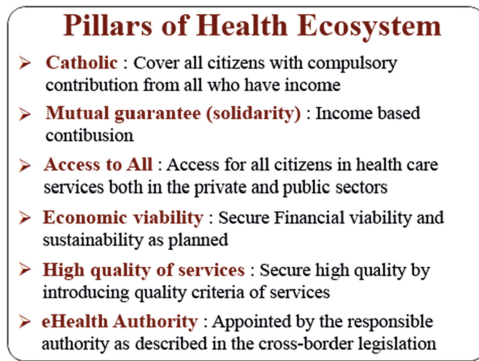 Pillars of Health Ecosystem
➢ Catholic : Cover all citizens with compulsory
contribution from all who have income
➢ Mutual guarantee (solidarity) : Income based
contibusion
➢ Access to All : Access for all citizens in health care
services both in the private and public sectors
➢ Economic viability : Secure Financial viability and
sustainability as planned
➢ High quality of services : Secure high quality by
introducing quality criteria of services
➢ eHealth Authority : Appointed by the responsible
authority as described in the cross-border legislation